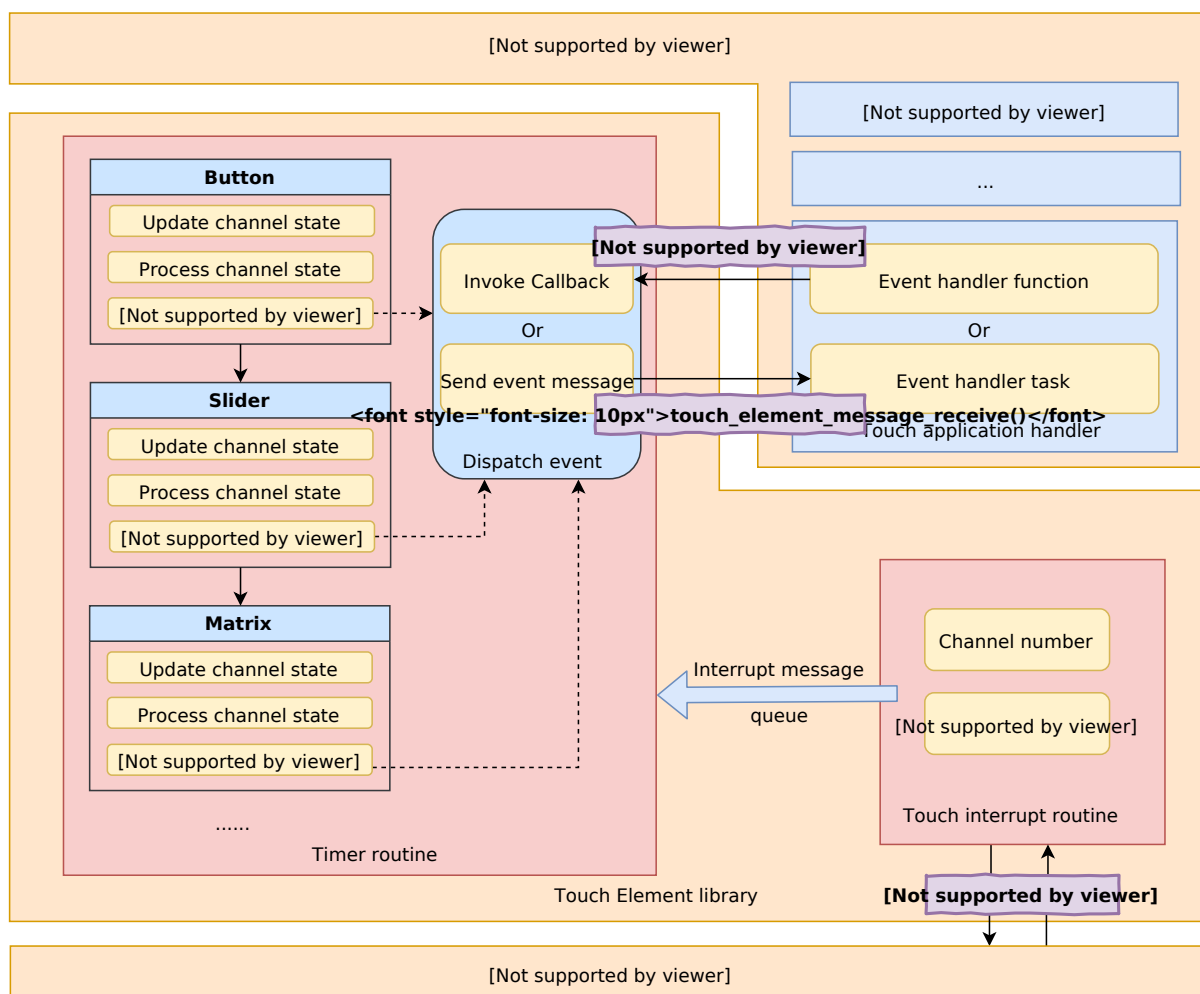 [Not supported by viewer]
[Not supported by viewer]
...
Button
Update channel state
Process channel state
[Not supported by viewer]
Slider
Update channel state
Process channel state
[Not supported by viewer]
Matrix
Update channel state
Process channel state
[Not supported by viewer]
......
Timer routine
Invoke Callback
Or
Send event message
Dispatch event
[Not supported by viewer]
<font style="font-size: 10px">touch_element_message_receive()</font>
Event handler function
Or
Event handler task
Touch application handler
Interrupt message
queue
Channel number
[Not supported by viewer]
Touch interrupt routine
Touch Element library
[Not supported by viewer]
[Not supported by viewer]